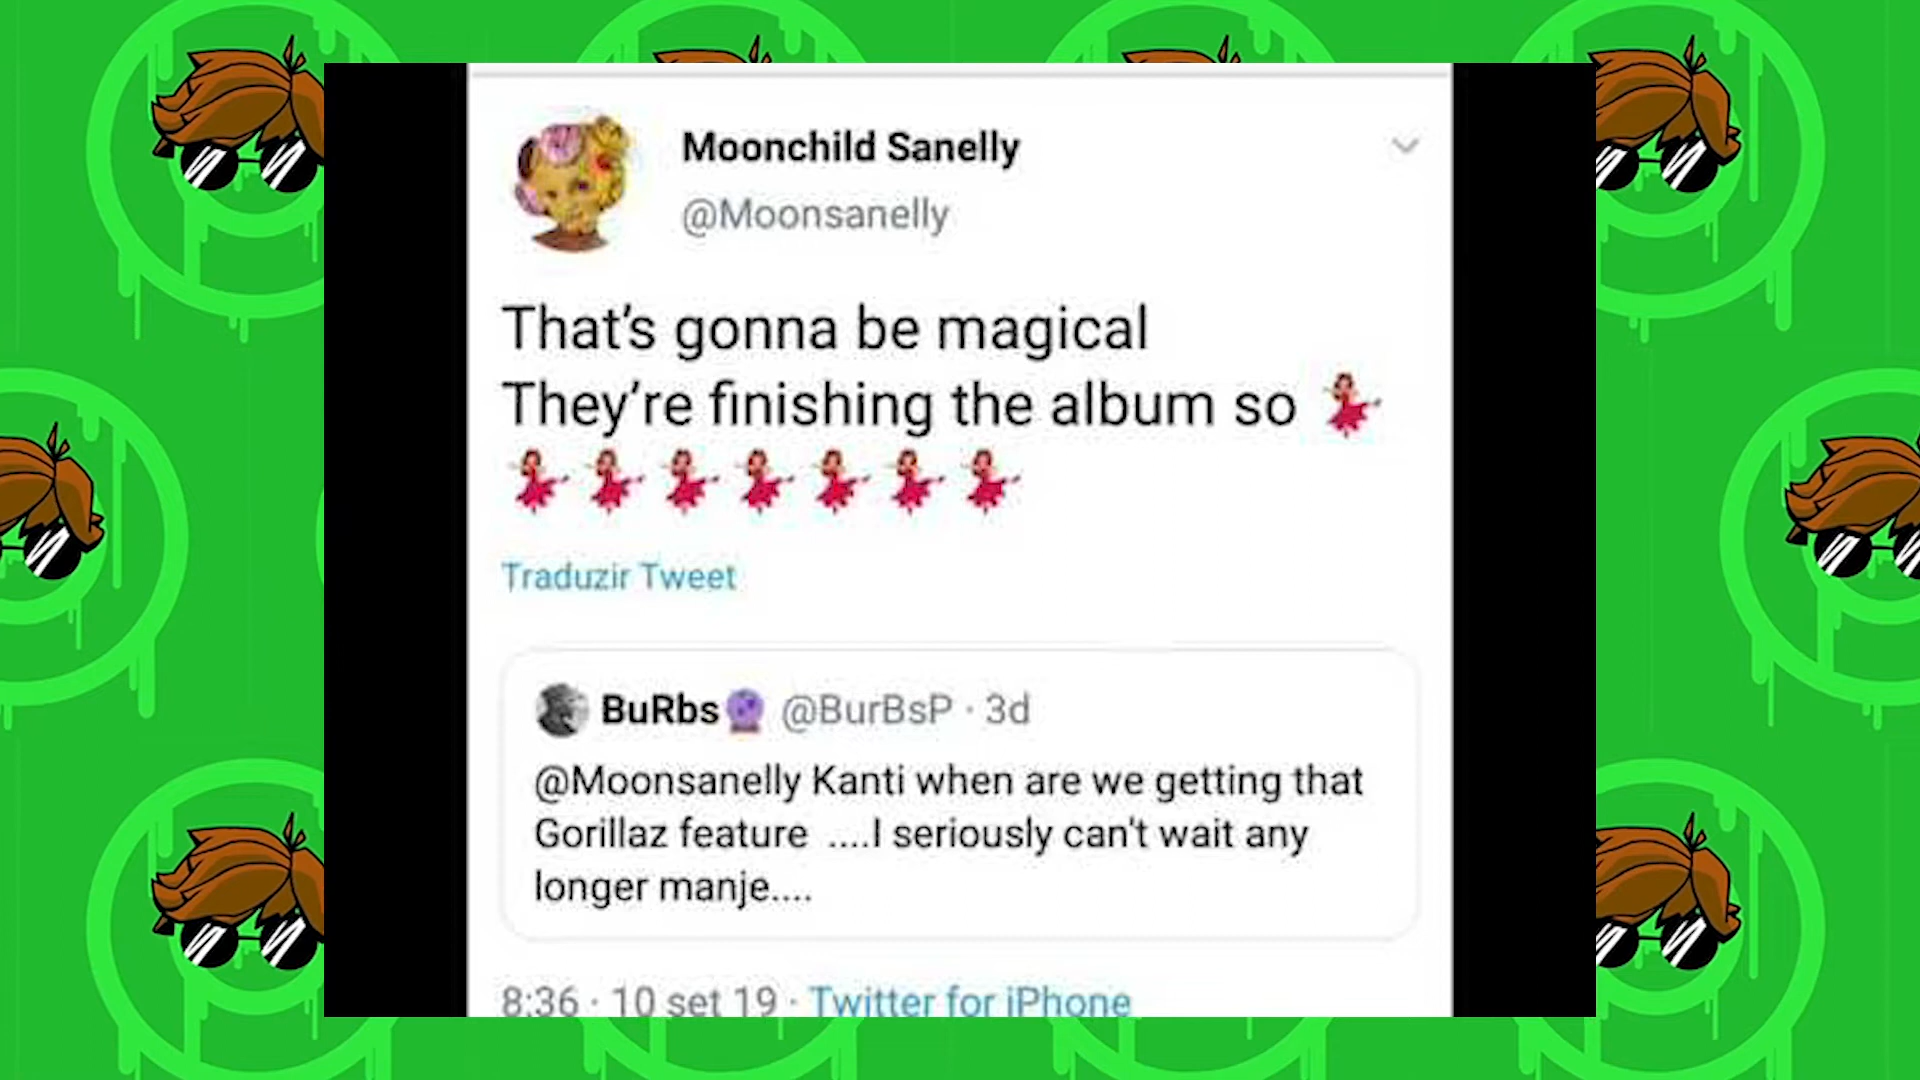 Moonchild Sanelly
@Moonsanelly
That's gonna be magical
They're finishing the album so 💃
💃💃💃💃💃💃💃
Traduzir Tweet
BuRbs🔮 @BurBsP · 3d
@Moonsanelly Kanti when are we getting that
Gorillaz feature ....I seriously can't wait any
longer manje....
8:36 · 10 set 19 · Twitter for iPhone